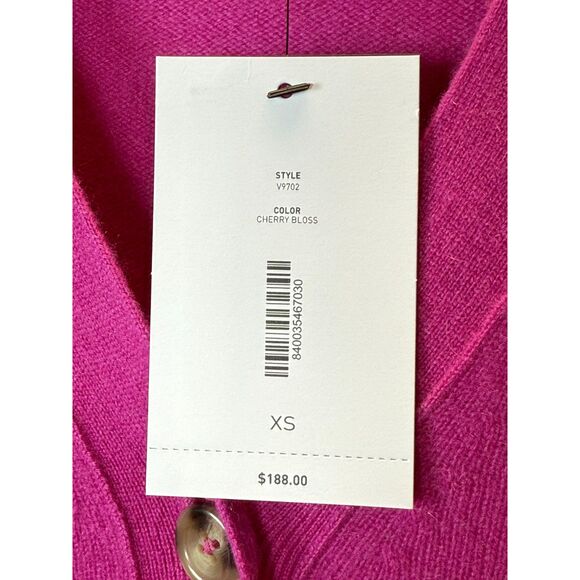 STYLE
V9702
COLOR
CHERRY BLOSS
840035467030
XS
$188.00